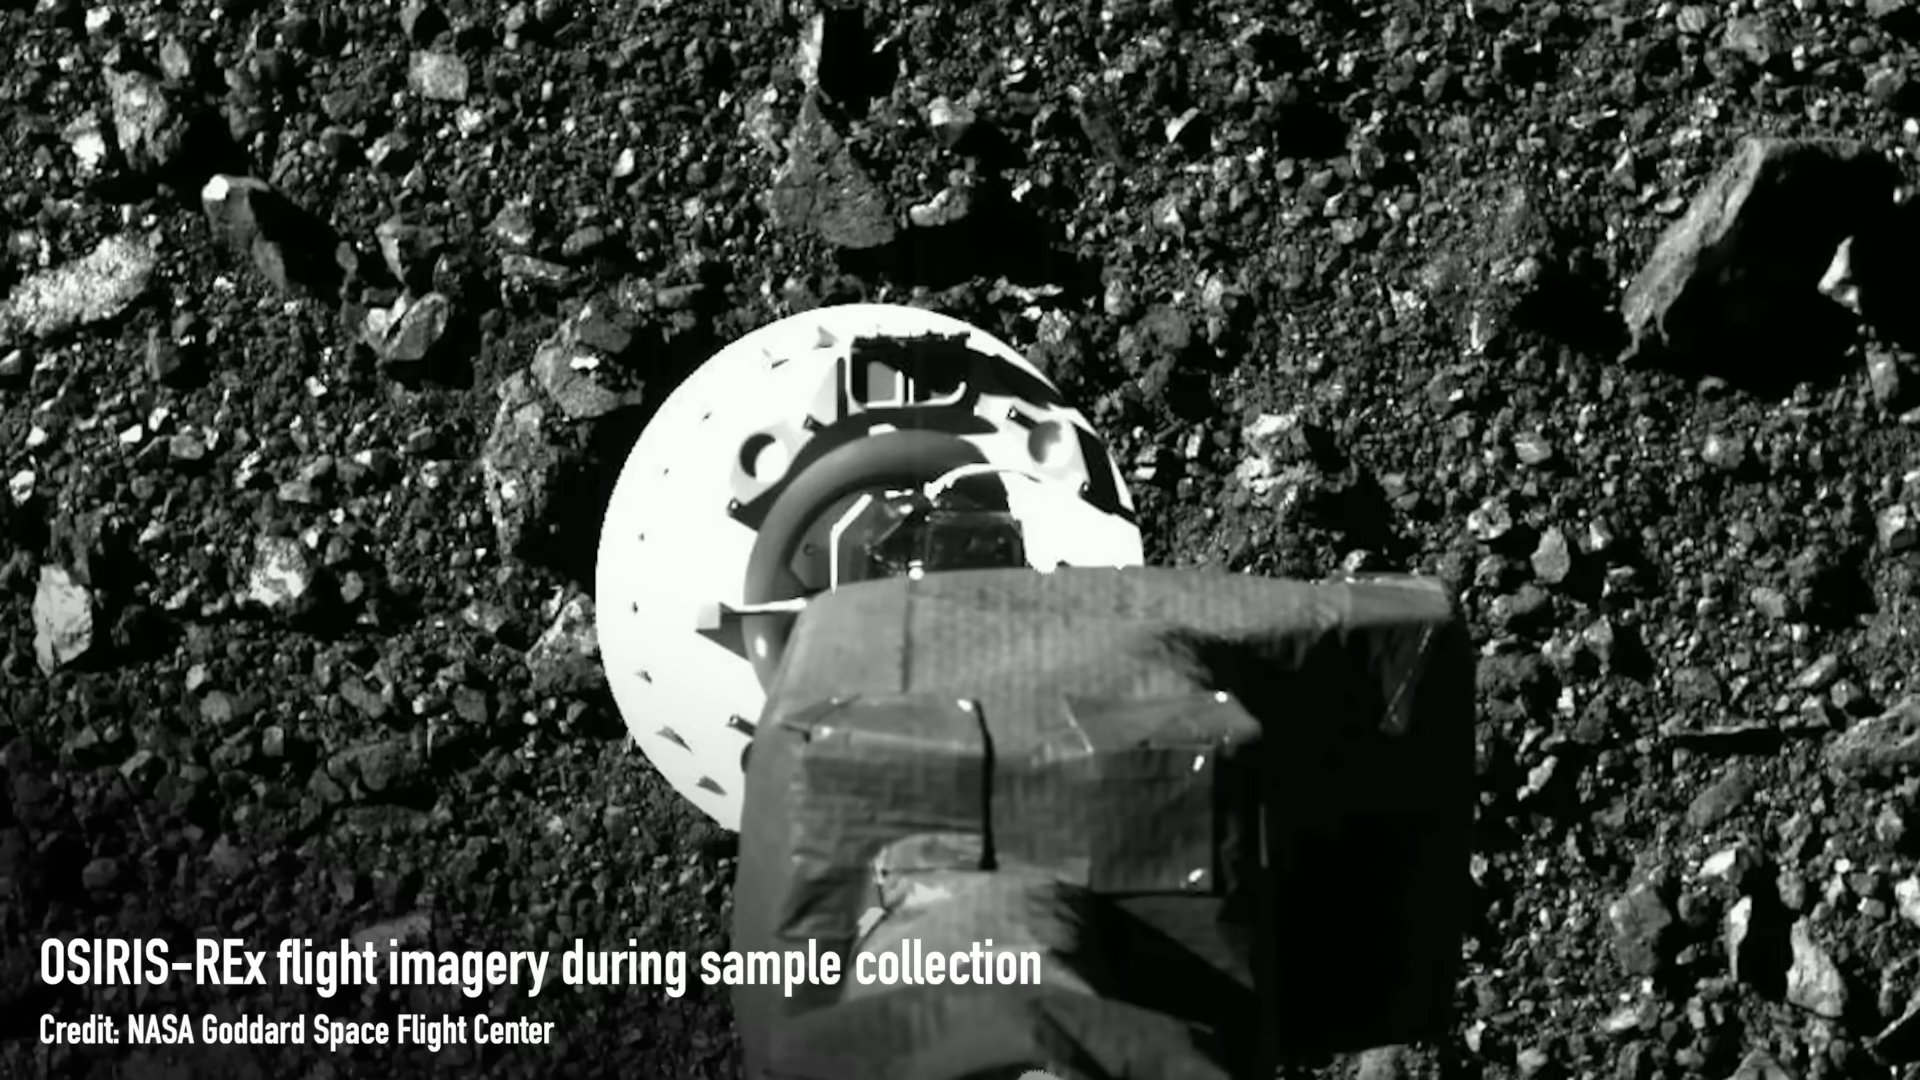 OSIRIS-REx flight imagery during sample collection
Credit: NASA Goddard Space Flight Center